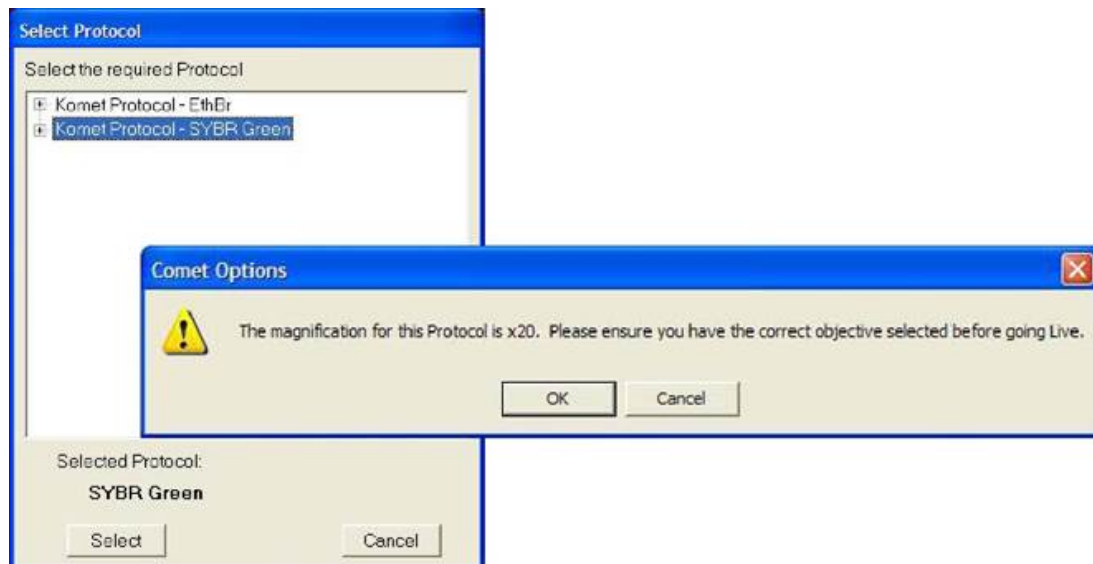 Select Protocol
Select the required Protocol
Komet Protocol - EthBr
Komet Protocol - SYBR Green
Comet Options
The magnification for this Protocol is x20. Please ensure you have the correct objective selected before going Live.
OK Cancel
Selected Protocol:
SYBR Green
Select Cancel